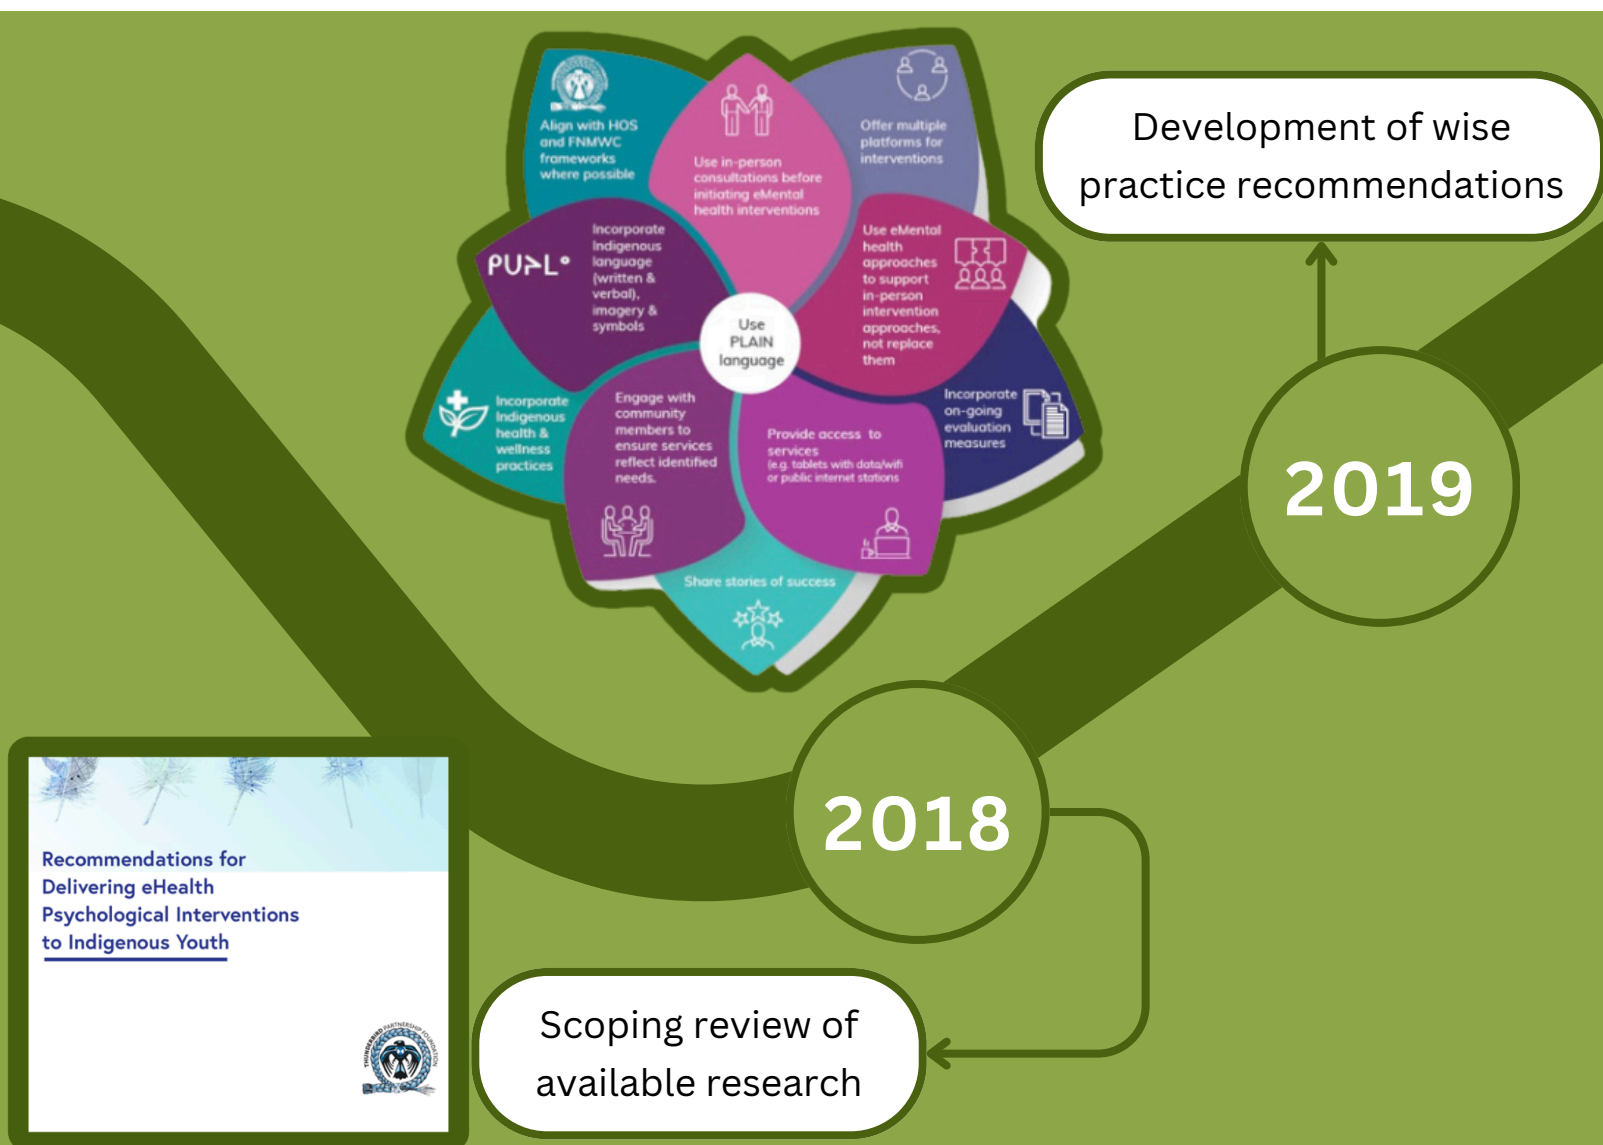 Align with HOS
and FNMWC
frameworks
where possible
Use in-person
consultations before
initiating eMental
health interventions
Offer multiple
platforms for
interventions
Development of wise
practice recommendations
ᑭᑌᔨᒪᐤ
Incorporate
Indigenous
language
(written &
verbal),
imagery &
symbols
Use eMental
health
approaches
to support
in-person
intervention
approaches,
not replace
them
Use
PLAIN
language
Incorporate
Indigenous
health &
wellness
practices
Engage with
community
members to
ensure services
reflect identified
needs.
Provide access to
services
(e.g. tablets with data/wifi
or public internet stations
Incorporate
on-going
evaluation
measures
Share stories of success
2019
2018
Recommendations for
Delivering eHealth
Psychological Interventions
to Indigenous Youth
THUNDERBIRD PARTNERSHIP FOUNDATION
Scoping review of
available research